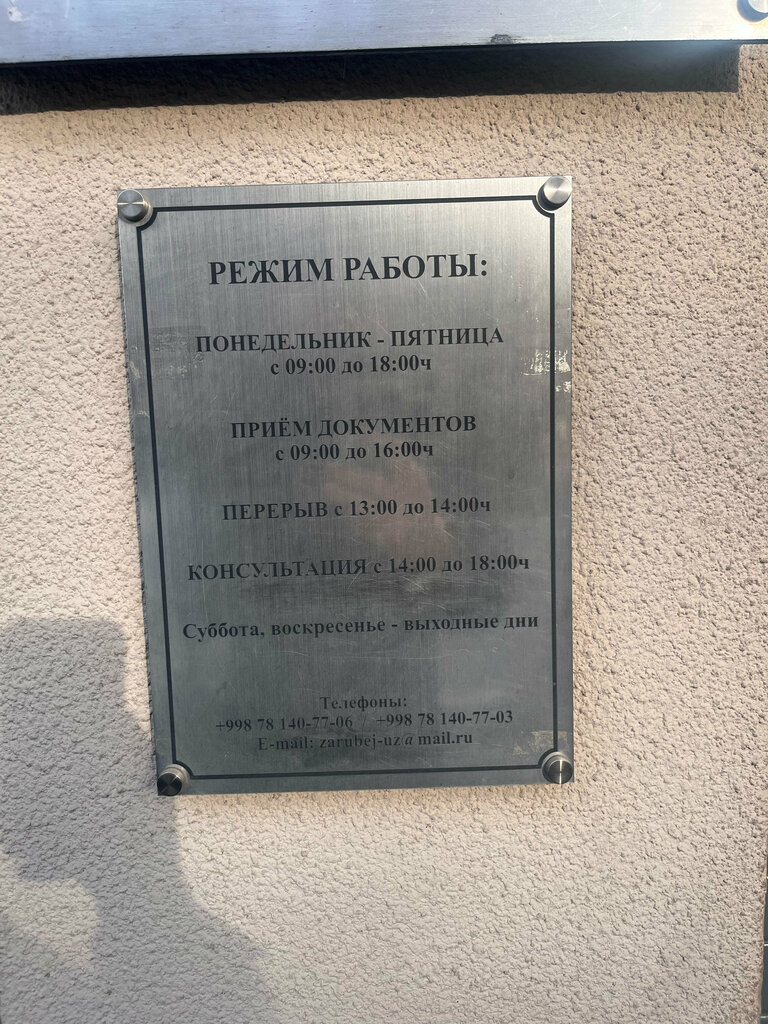 РЕЖИМ РАБОТЫ:
ПОНЕДЕЛЬНИК - ПЯТНИЦА
с 09:00 до 18:00ч
ПРИЁМ ДОКУМЕНТОВ
с 09:00 до 16:00ч
ПЕРЕРЫВ с 13:00 до 14:00ч
КОНСУЛЬТАЦИЯ с 14:00 до 18:00ч
Суббота, воскресенье - выходные дни
Телефоны:
+998 78 140-77-06 / +998 78 140-77-03
E-mail: zarubej-uz@mail.ru